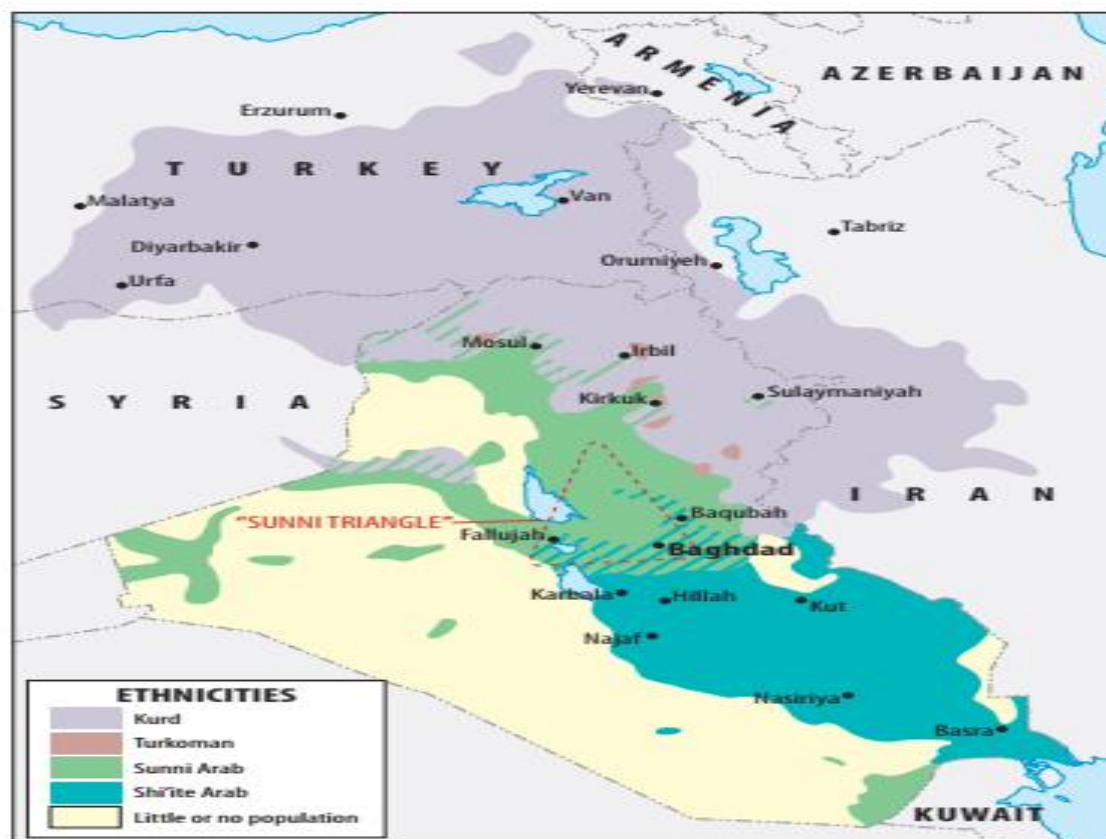 ARMENIA
AZERBAIJAN
Yerevan
Erzurum
TURKEY
Malatya
Van
Tabriz
Diyarbakir
Orumiyeh
Urfa
Mosul
Irbil
SYRIA
Kirkuk
Sulaymaniyah
IRAN
"SUNNI TRIANGLE"
Baqubah
Fallujah
Baghdad
Karbala
Hillah
Kut
Najaf
Nasiriya
Basra
KUWAIT
ETHNICITIES
Kurd
Turkoman
Sunni Arab
Shi'ite Arab
Little or no population